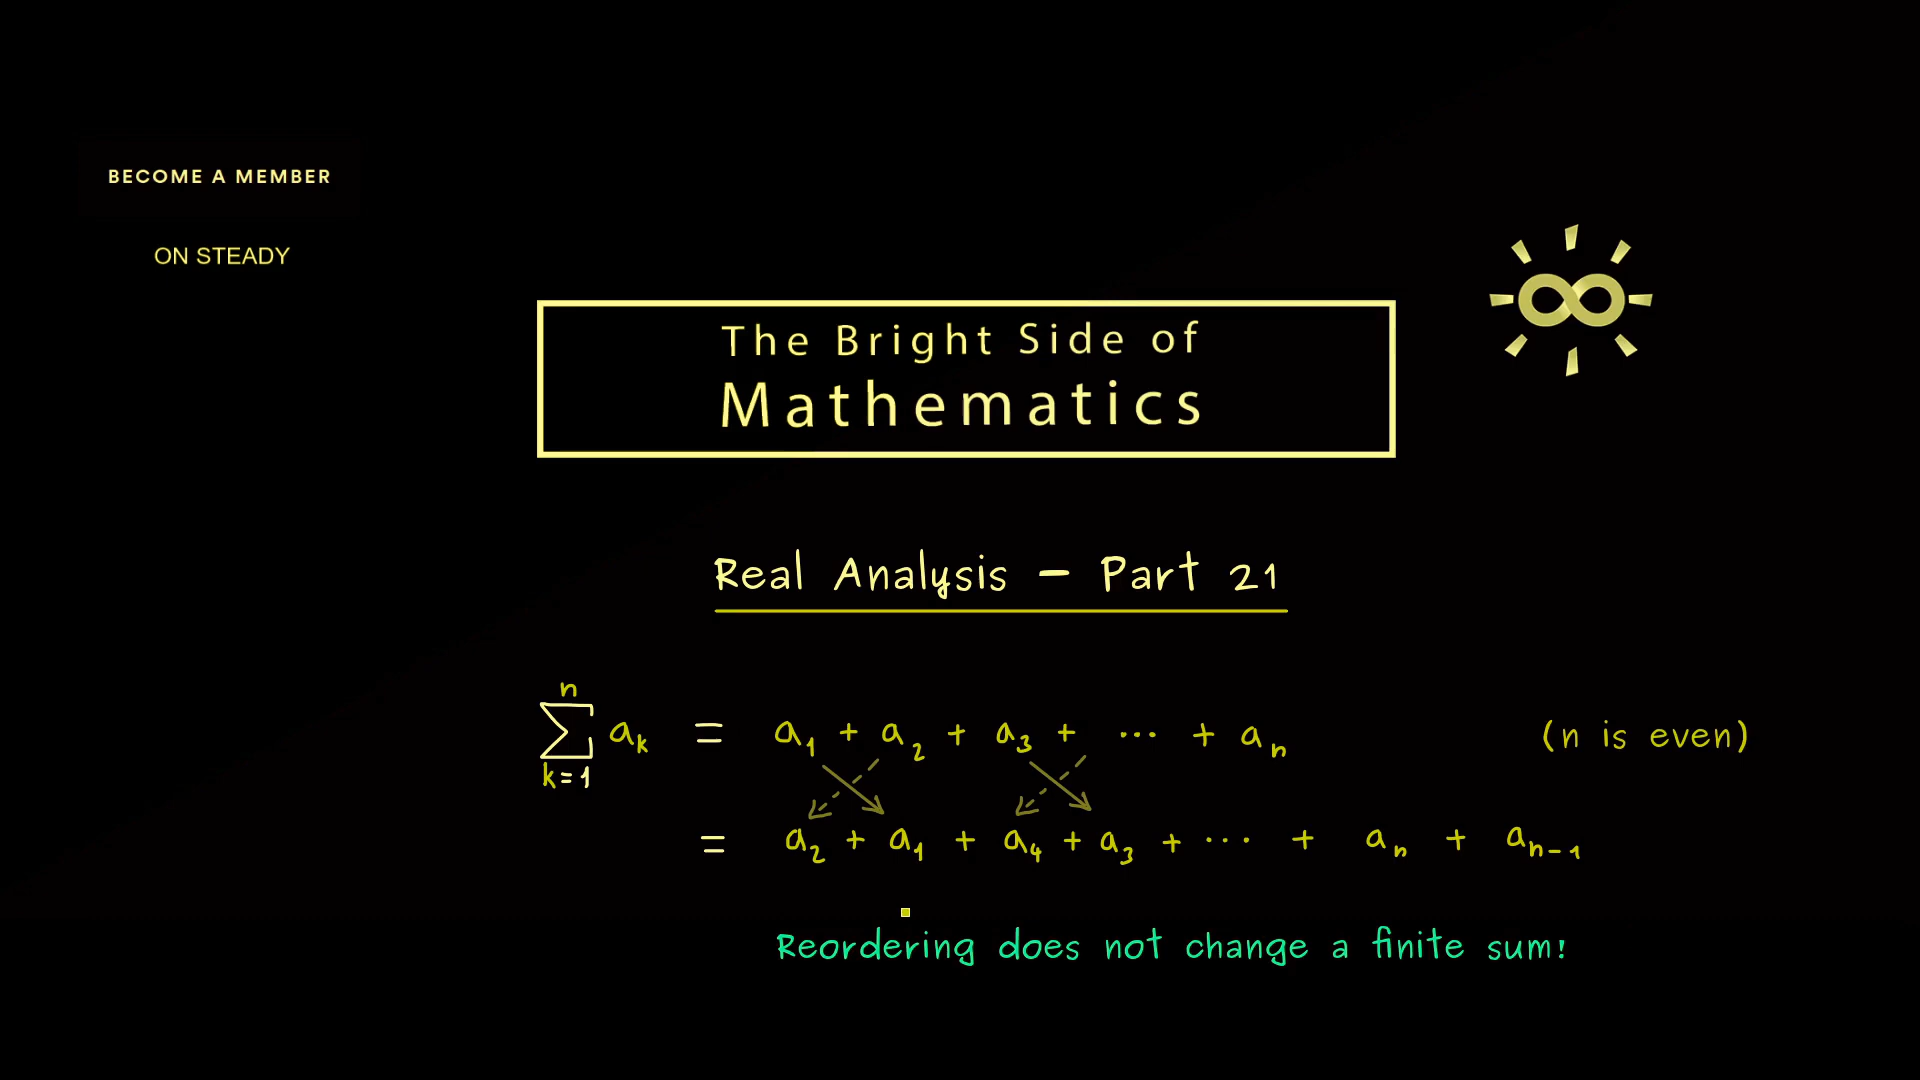 BECOME A MEMBER
ON STEADY
The Bright Side of
Mathematics
Real Analysis – Part 21
∑ₖ₌₁ⁿ aₖ = a₁ + a₂ + a₃ + ⋯ + aₙ (n is even)
= a₂ + a₁ + a₄ + a₃ + ⋯ + aₙ + aₙ₋₁
Reordering does not change a finite sum!